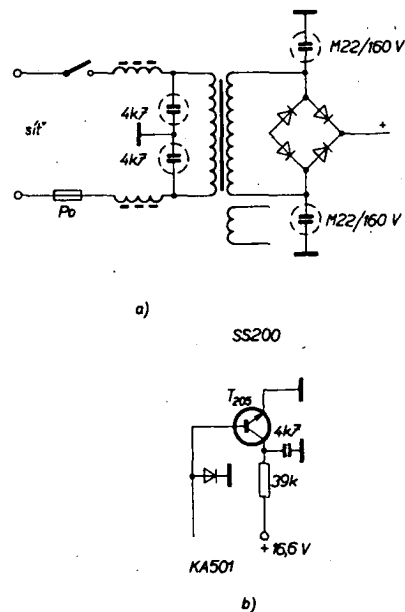 M22/160 V
4k7
síť
4k7
+
Po
M22/160 V
a)
SS200
T205
4k7
39k
+16,6 V
KA501
b)